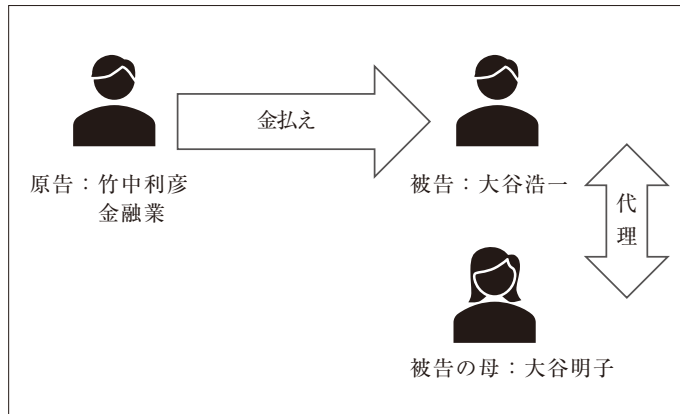 金払え
原告：竹中利彦
金融業
被告：大谷浩一
代理
被告の母：大谷明子